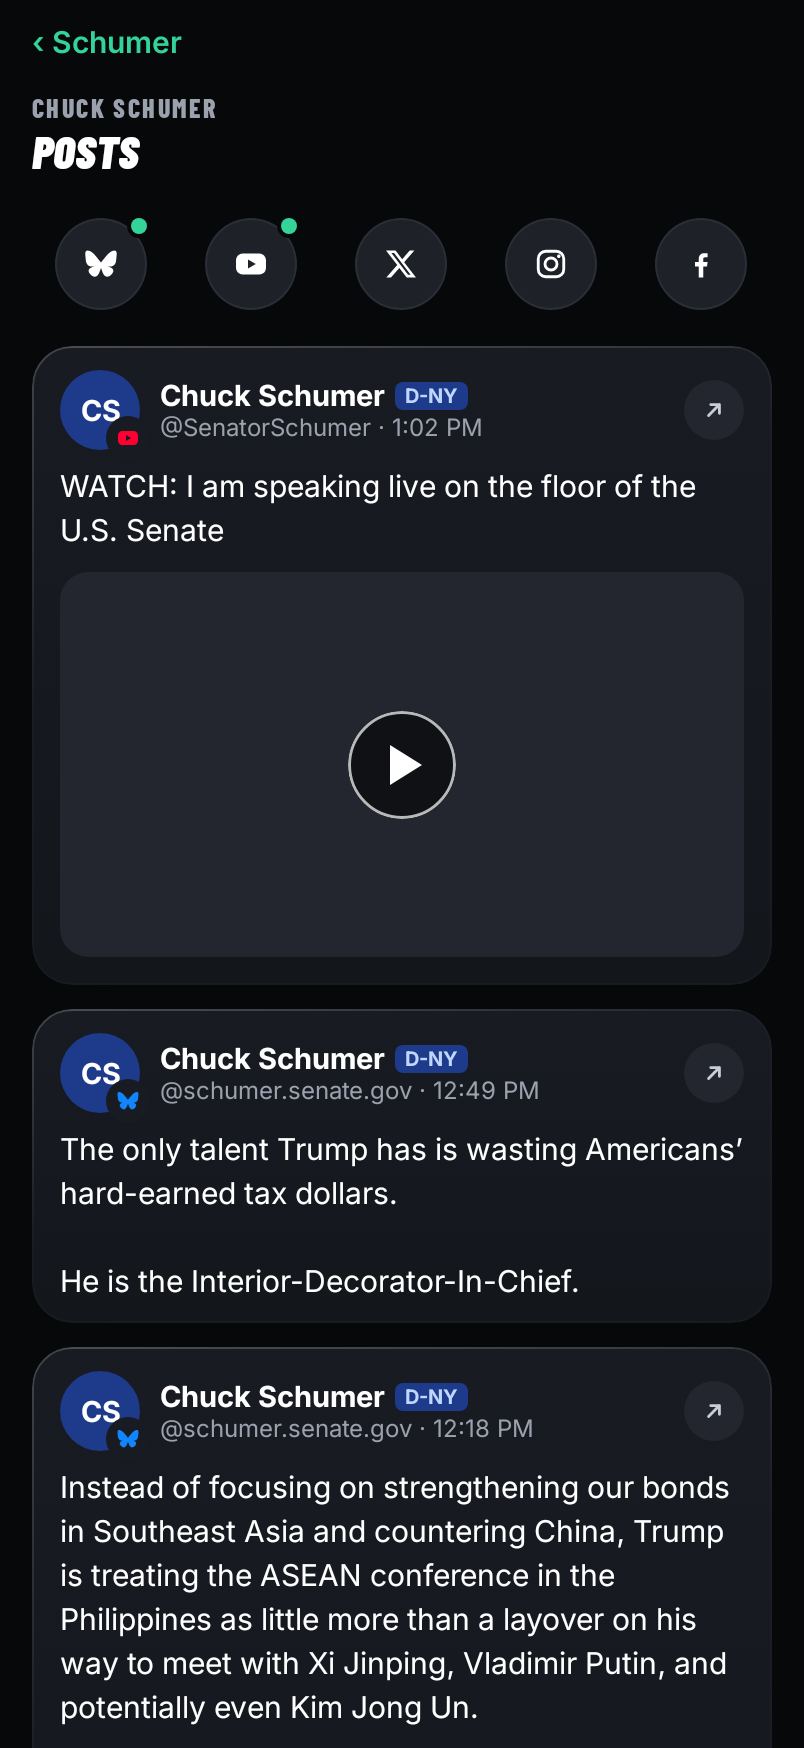 ‹ Schumer
CHUCK SCHUMER
POSTS
CS
Chuck Schumer D-NY
@SenatorSchumer · 1:02 PM
WATCH: I am speaking live on the floor of the
U.S. Senate
CS
Chuck Schumer D-NY
@schumer.senate.gov · 12:49 PM
The only talent Trump has is wasting Americans’
hard-earned tax dollars.
He is the Interior-Decorator-In-Chief.
CS
Chuck Schumer D-NY
@schumer.senate.gov · 12:18 PM
Instead of focusing on strengthening our bonds
in Southeast Asia and countering China, Trump
is treating the ASEAN conference in the
Philippines as little more than a layover on his
way to meet with Xi Jinping, Vladimir Putin, and
potentially even Kim Jong Un.